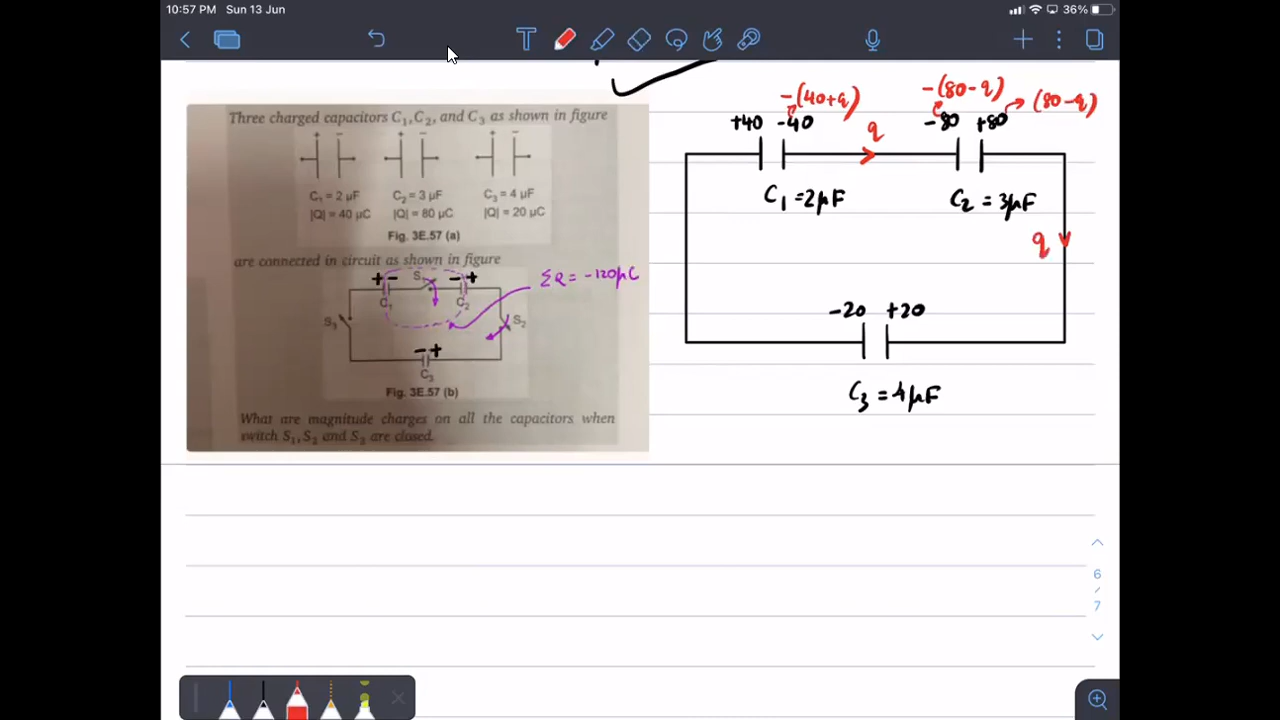 10:57 PM Sun 13 Jun
36%
T
Three charged capacitors C₁,C₂, and C₃ as shown in figure
+ − + − + −
C₁ = 2 μF C₂ = 3 μF C₃ = 4 μF
|Q| = 40 μC |Q| = 80 μC |Q| = 20 μC
Fig. 3E.57 (a)
are connected in circuit as shown in figure
+ − S₁ − +
ΣQ = -120μC
C₁ C₂
S₃ S₂
− +
C₃
Fig. 3E.57 (b)
What are magnitude charges on all the capacitors when
switch S₁, S₂ and S₃ are closed.
-(40+q) -(80-q) (80-q)
+40 -40 q -80 +80
C₁ = 2μF C₂ = 3μF
q
-20 +20
C₃ = 4μF
6
/
7